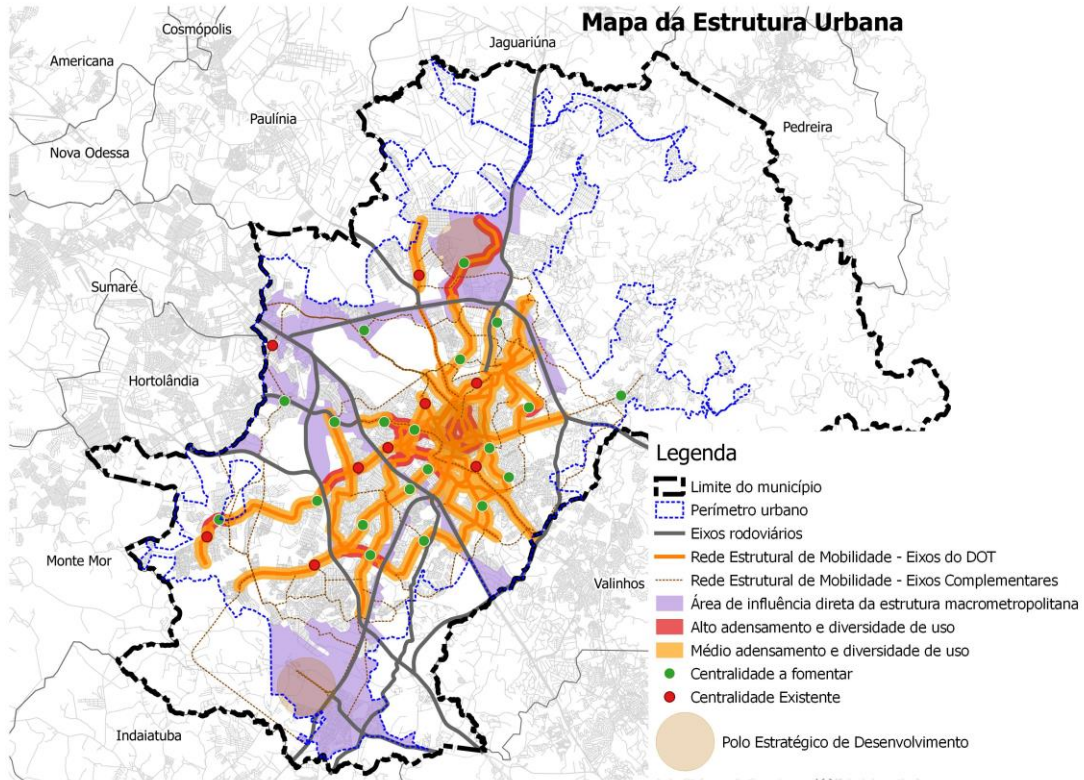 Mapa da Estrutura Urbana
Cosmópolis
Jaguariúna
Americana
Paulínia
Pedreira
Nova Odessa
Sumaré
Hortolândia
Monte Mor
Valinhos
Indaiatuba
Legenda
Limite do município
Perímetro urbano
Eixos rodoviários
Rede Estrutural de Mobilidade - Eixos do DOT
Rede Estrutural de Mobilidade - Eixos Complementares
Área de influência direta da estrutura macrometropolitana
Alto adensamento e diversidade de uso
Médio adensamento e diversidade de uso
Centralidade a fomentar
Centralidade Existente
Polo Estratégico de Desenvolvimento